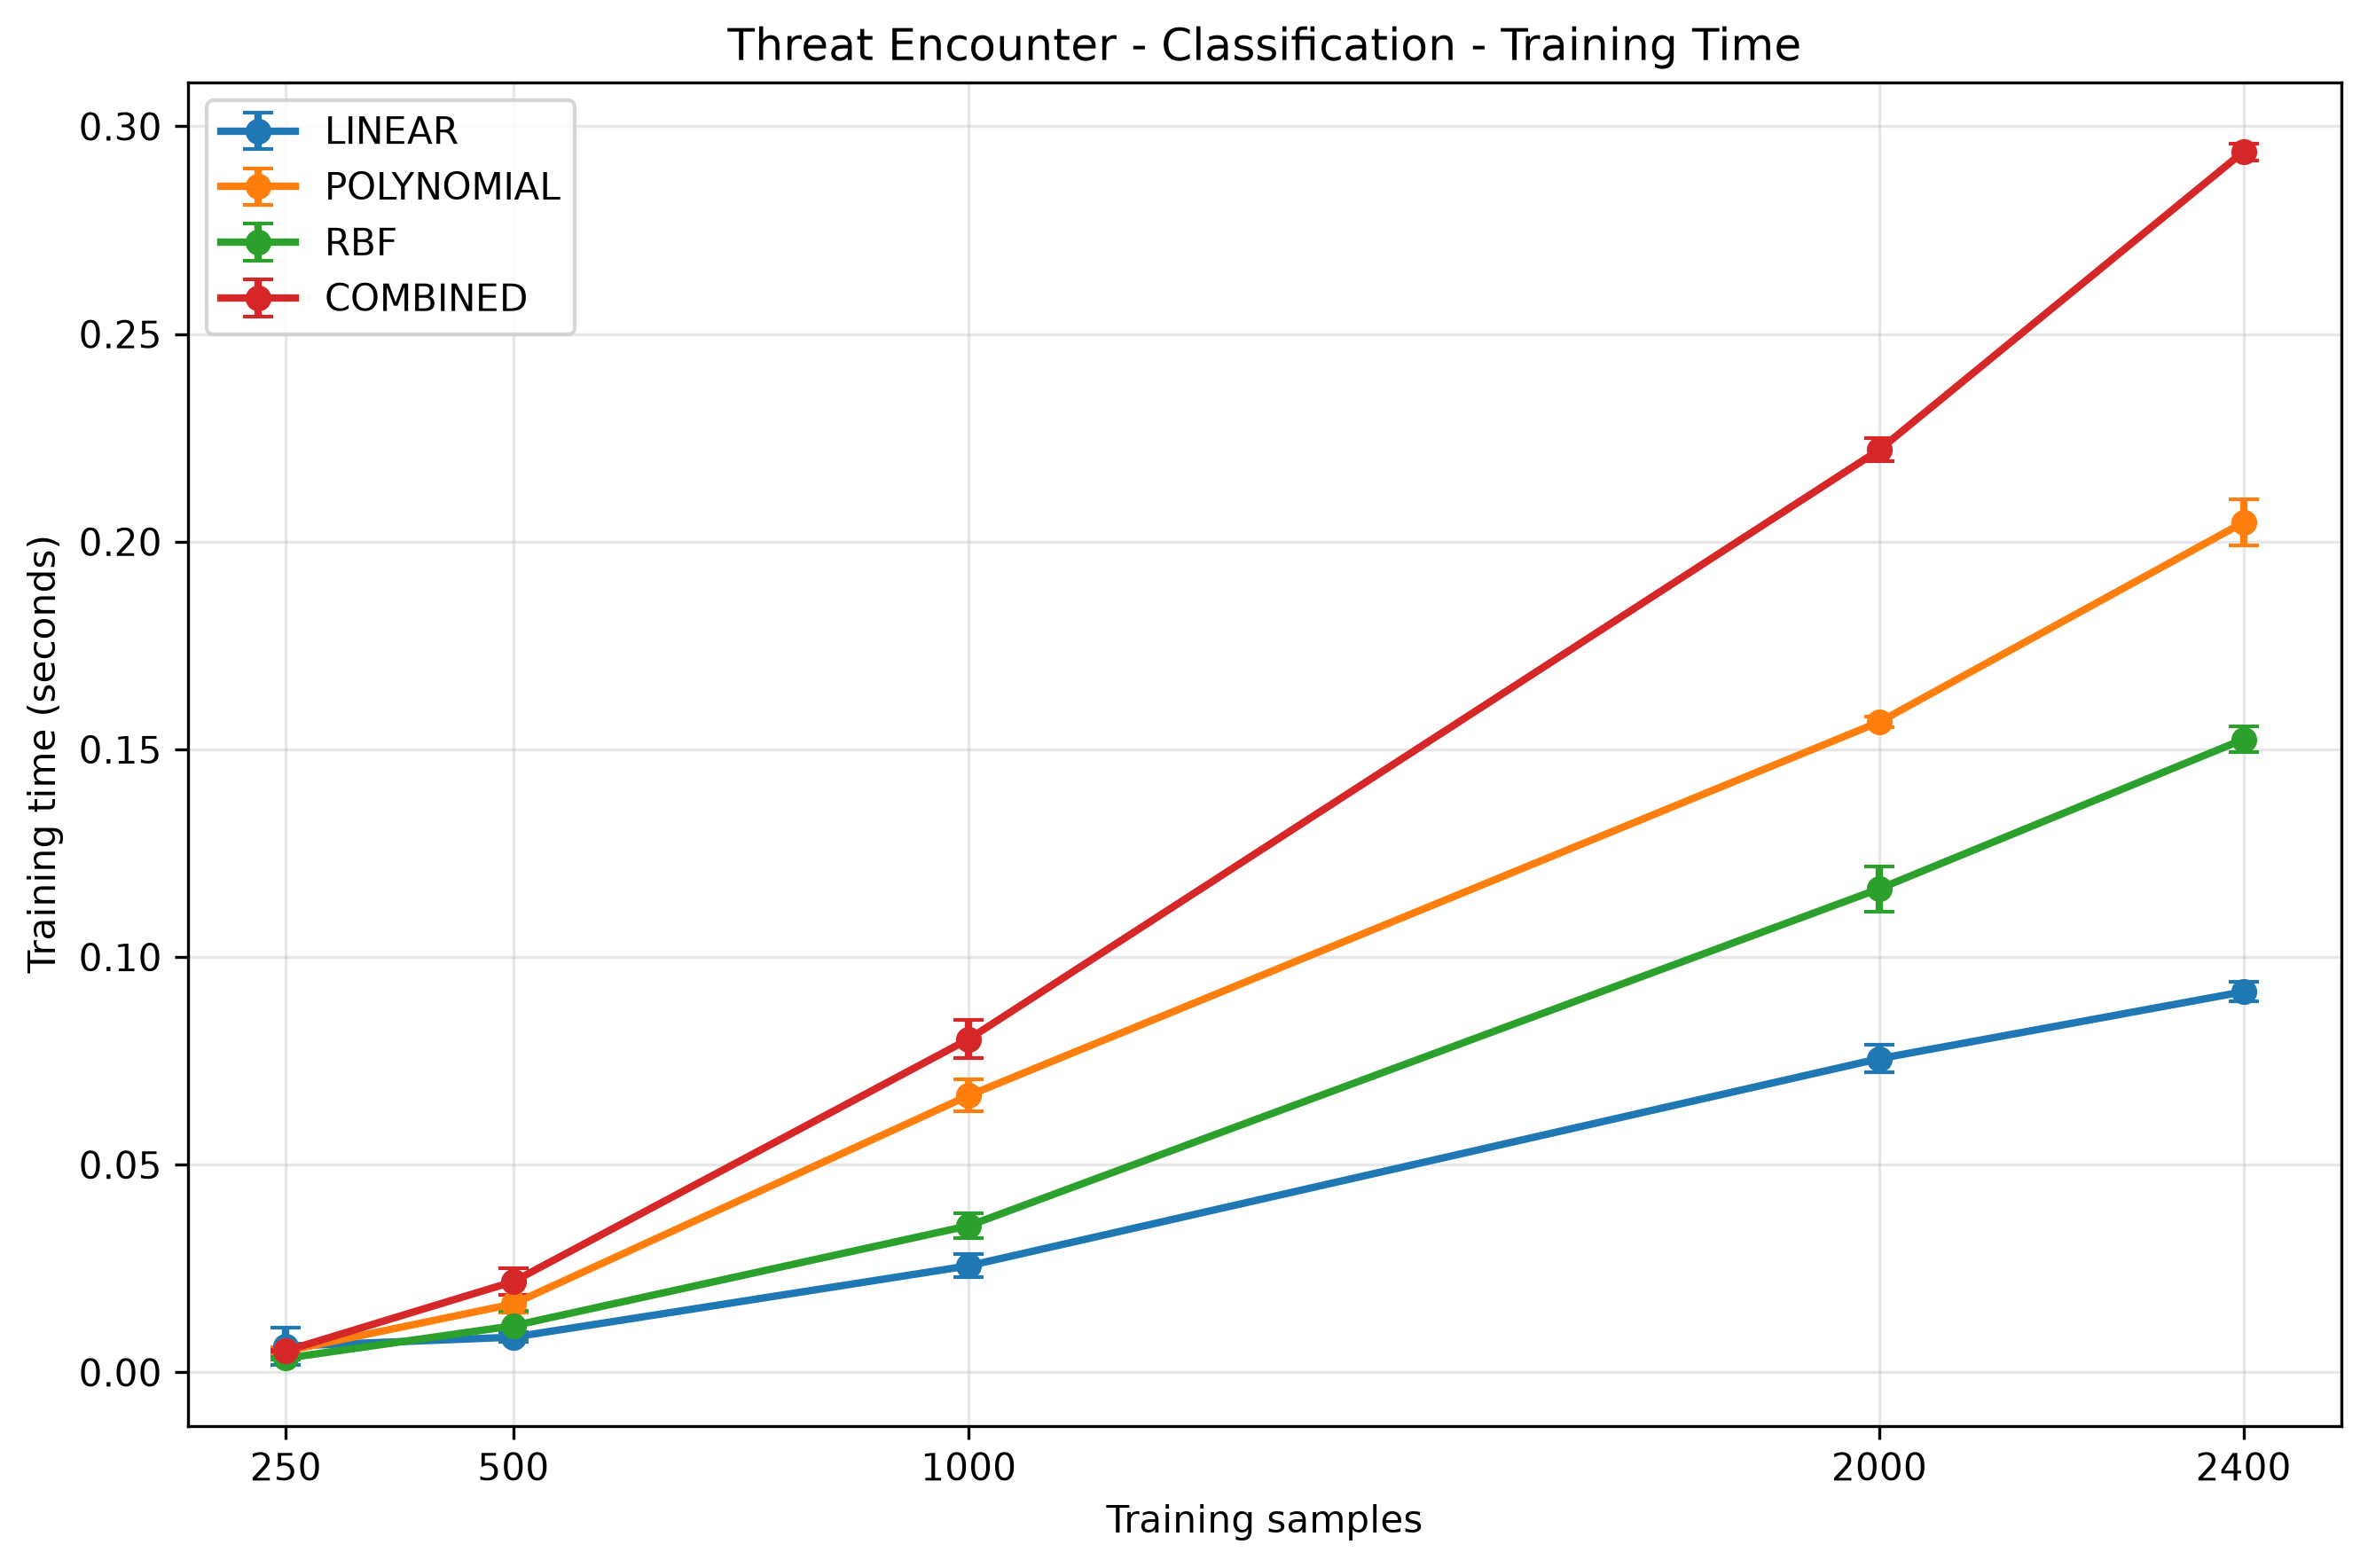 Threat Encounter - Classification - Training Time
LINEAR
POLYNOMIAL
RBF
COMBINED
Training time (seconds)
0.30
0.25
0.20
0.15
0.10
0.05
0.00
250 500 1000 2000 2400
Training samples